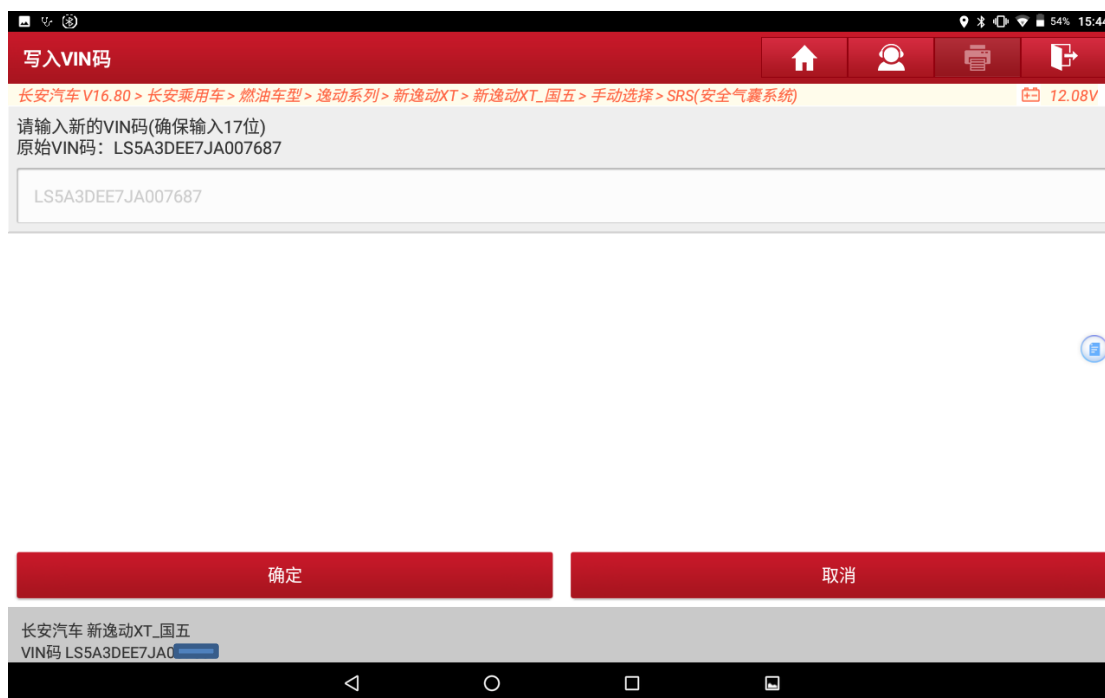 54% 15:44
写入VIN码
长安汽车 V16.80 > 长安乘用车 > 燃油车型 > 逸动系列 > 新逸动XT > 新逸动XT_国五 > 手动选择 > SRS(安全气囊系统)
12.08V
请输入新的VIN码(确保输入17位)
原始VIN码：LS5A3DEE7JA007687
LS5A3DEE7JA007687
确定
取消
长安汽车 新逸动XT_国五
VIN码 LS5A3DEE7JA0